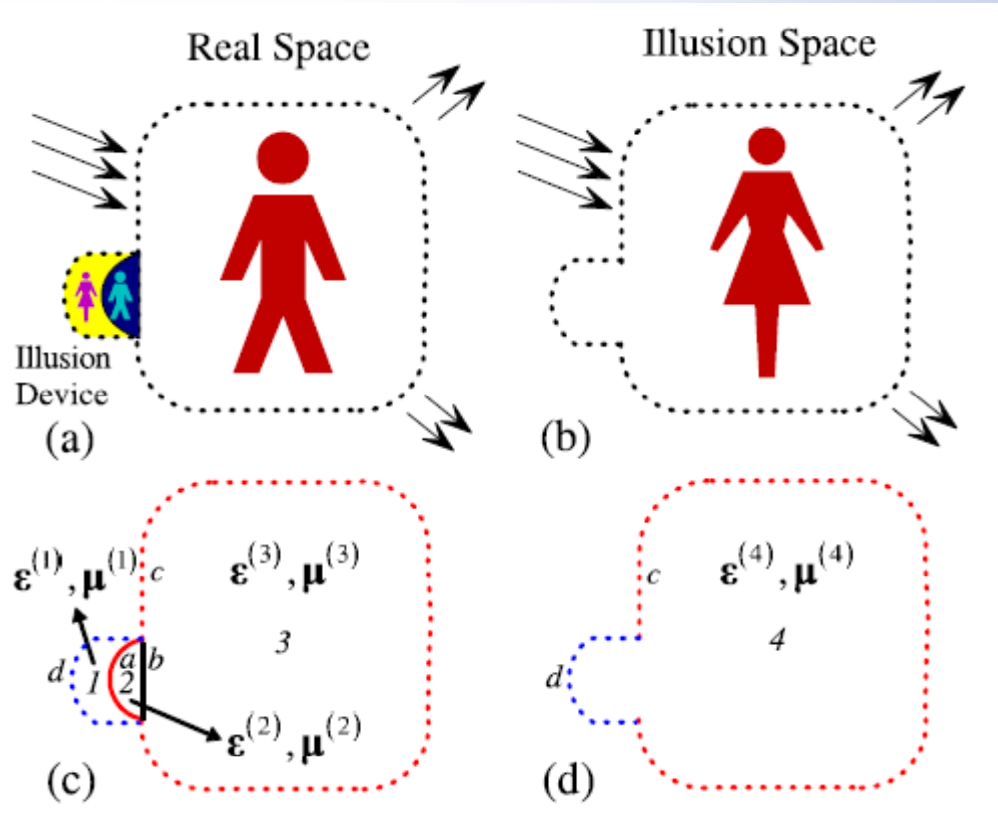 Real Space
Illusion Space
Illusion
Device
(a)
(b)
ε(1), μ(1)
c
ε(3), μ(3)
3
d
1
a
2
b
ε(2), μ(2)
(c)
ε(4), μ(4)
c
4
d
(d)